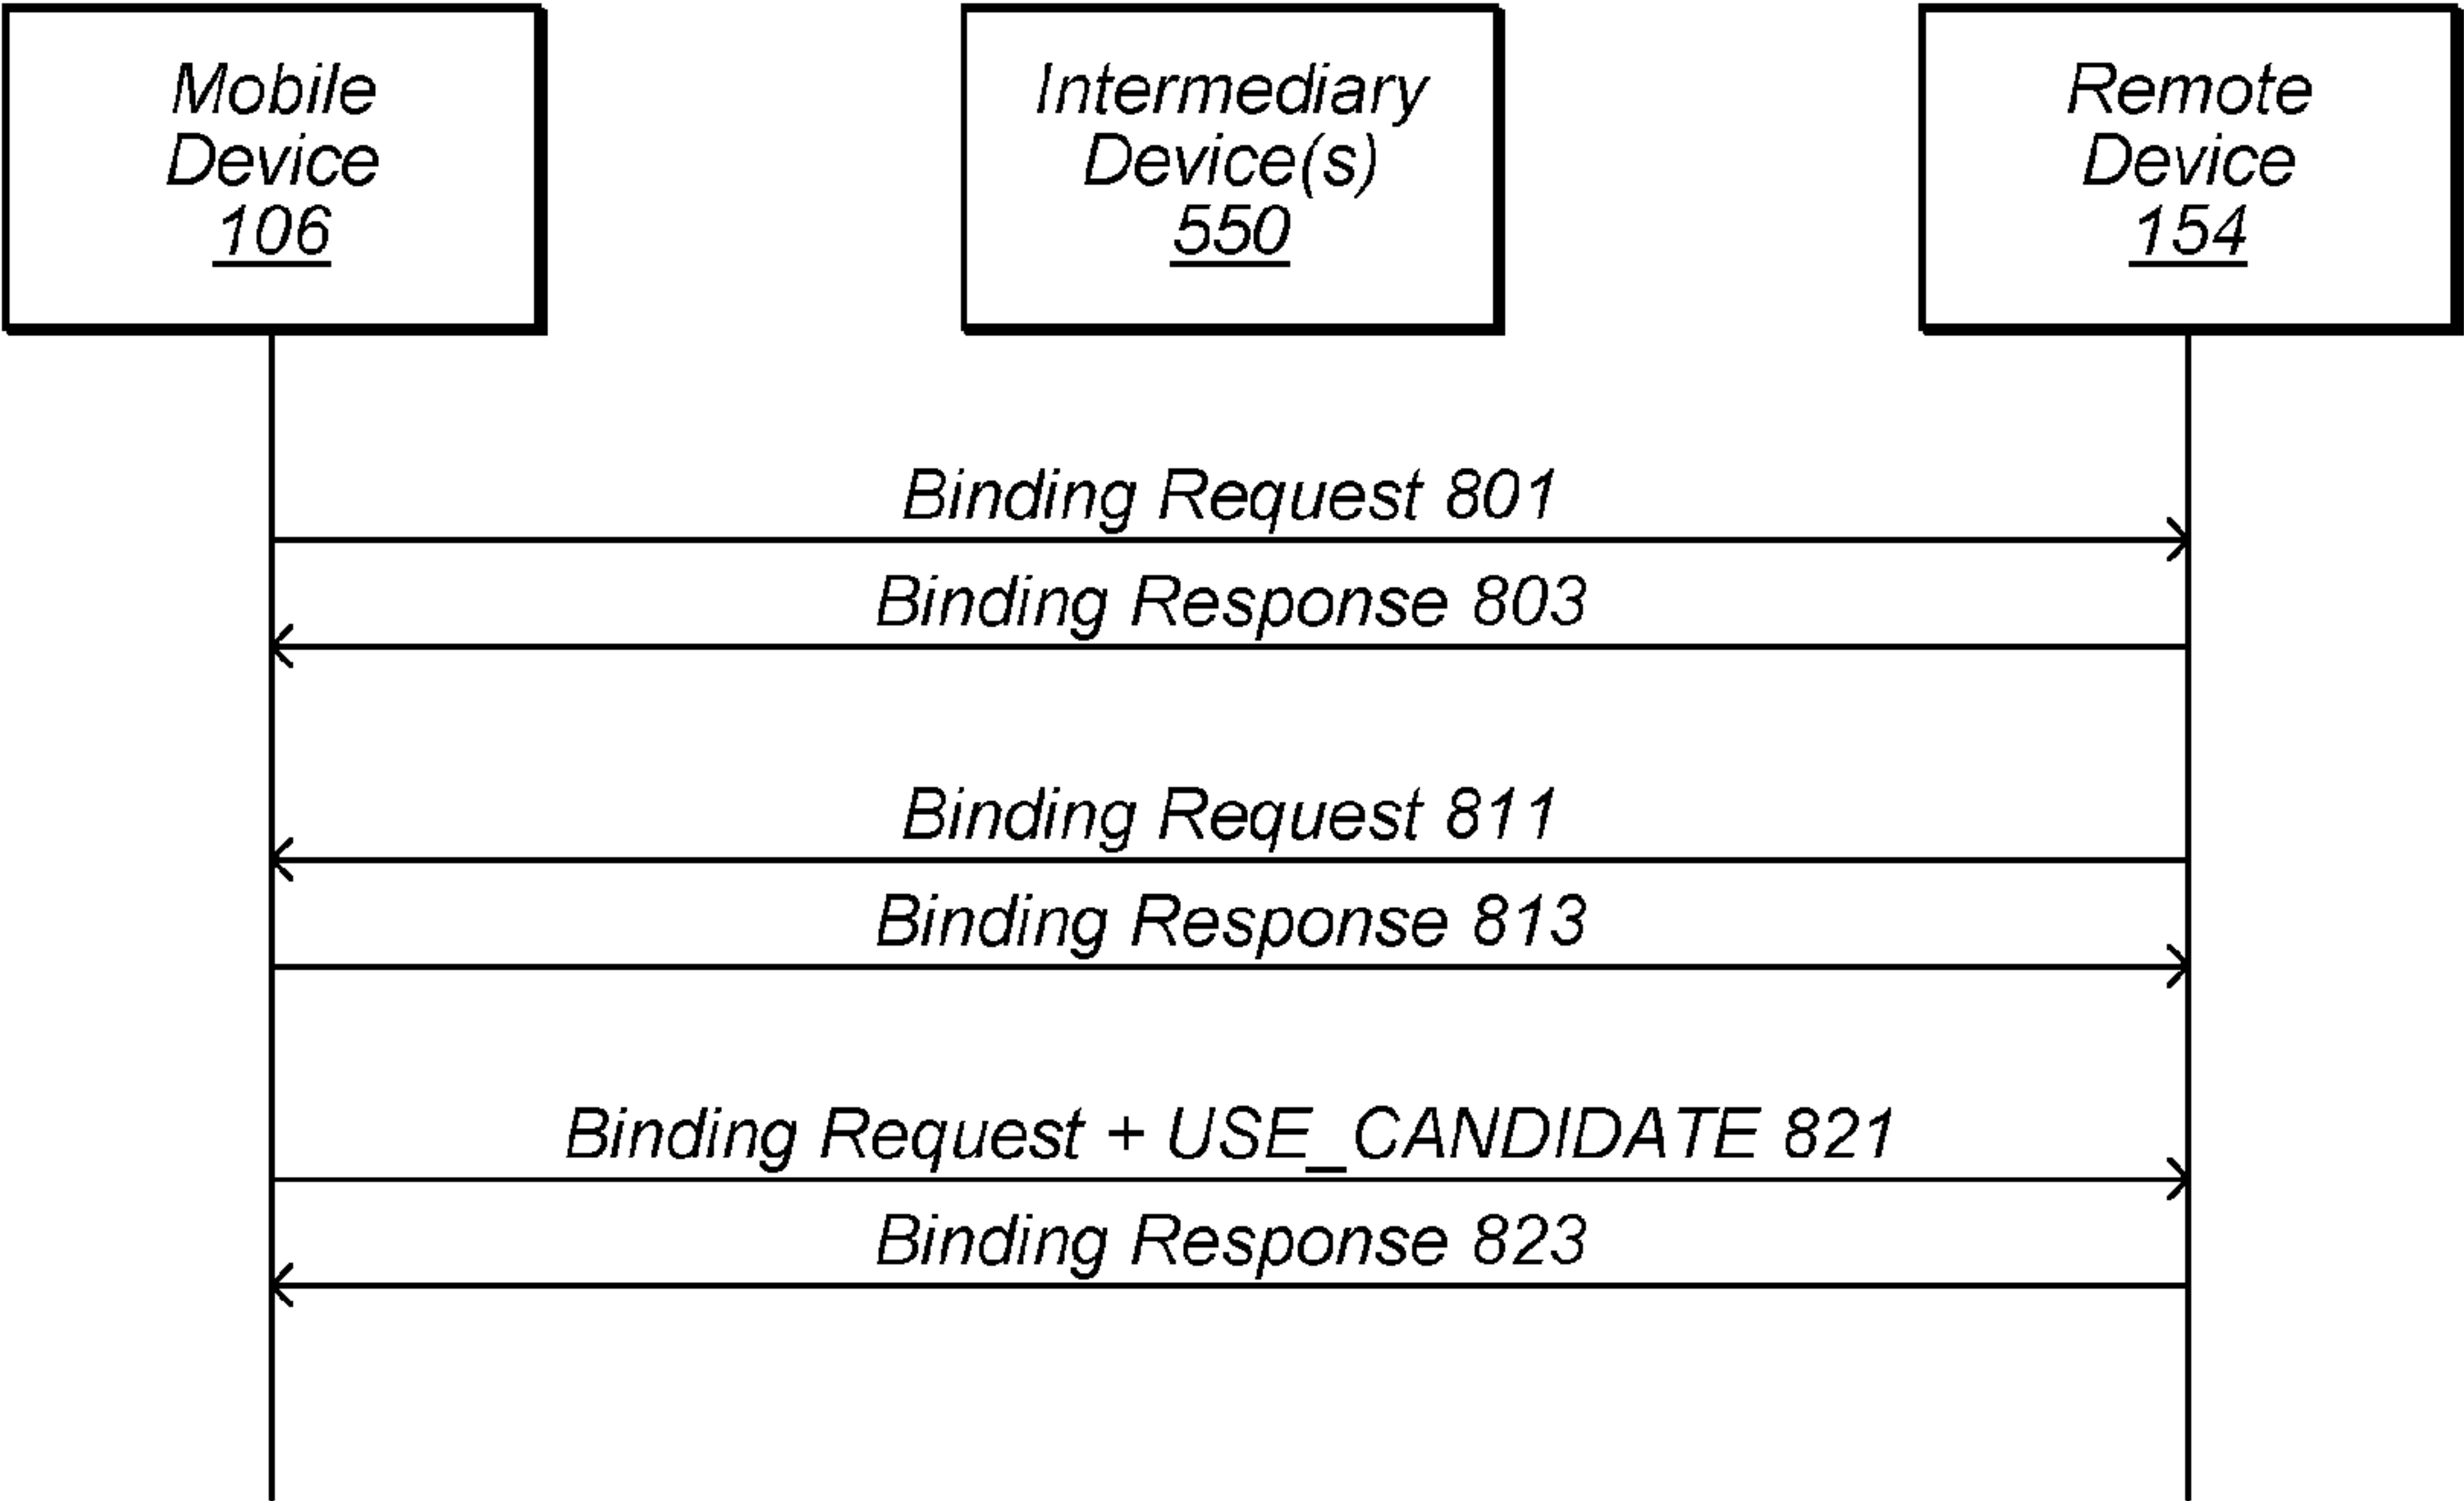 Mobile
Device
106
Intermediary
Device(s)
550
Remote
Device
154
Binding Request 801
Binding Response 803
Binding Request 811
Binding Response 813
Binding Request + USE_CANDIDATE 821
Binding Response 823